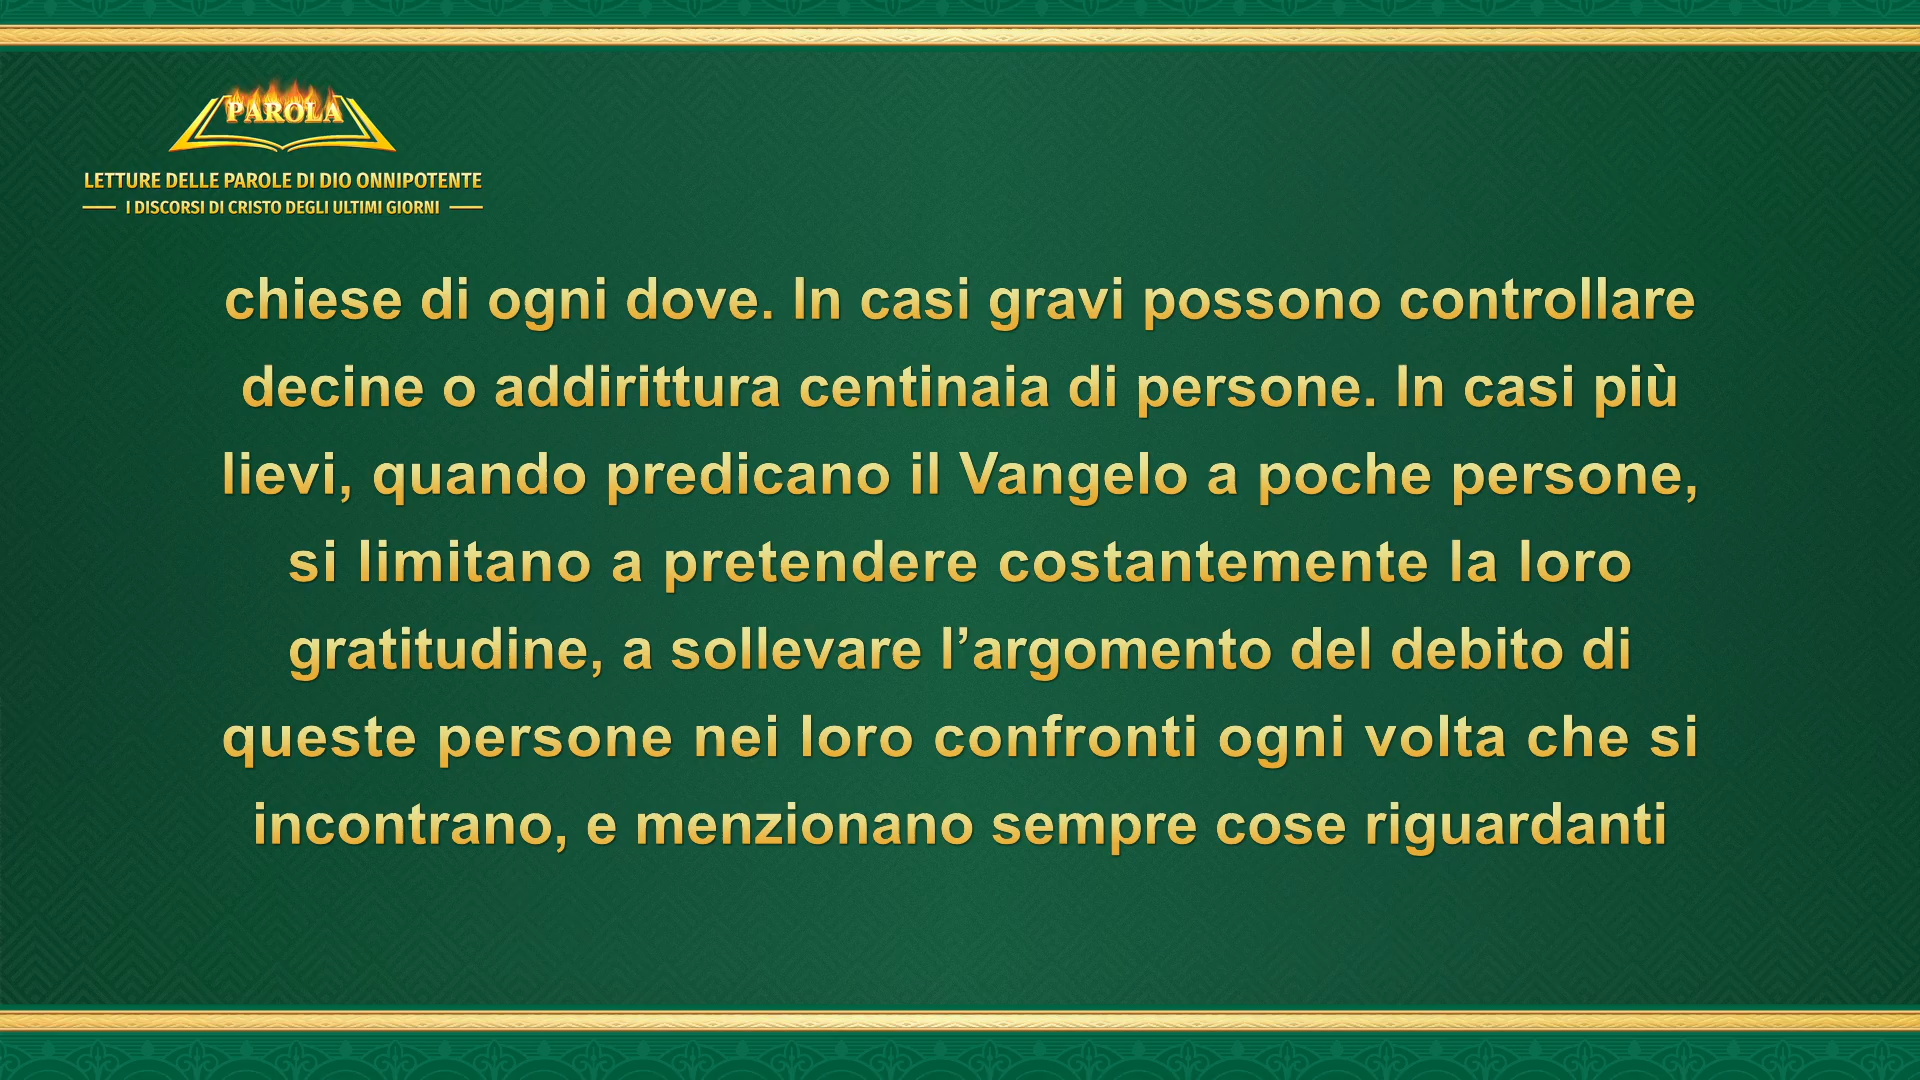 PAROLA
LETTURE DELLE PAROLE DI DIO ONNIPOTENTE
I DISCORSI DI CRISTO DEGLI ULTIMI GIORNI
chiese di ogni dove. In casi gravi possono controllare
decine o addirittura centinaia di persone. In casi più
lievi, quando predicano il Vangelo a poche persone,
si limitano a pretendere costantemente la loro
gratitudine, a sollevare l’argomento del debito di
queste persone nei loro confronti ogni volta che si
incontrano, e menzionano sempre cose riguardanti